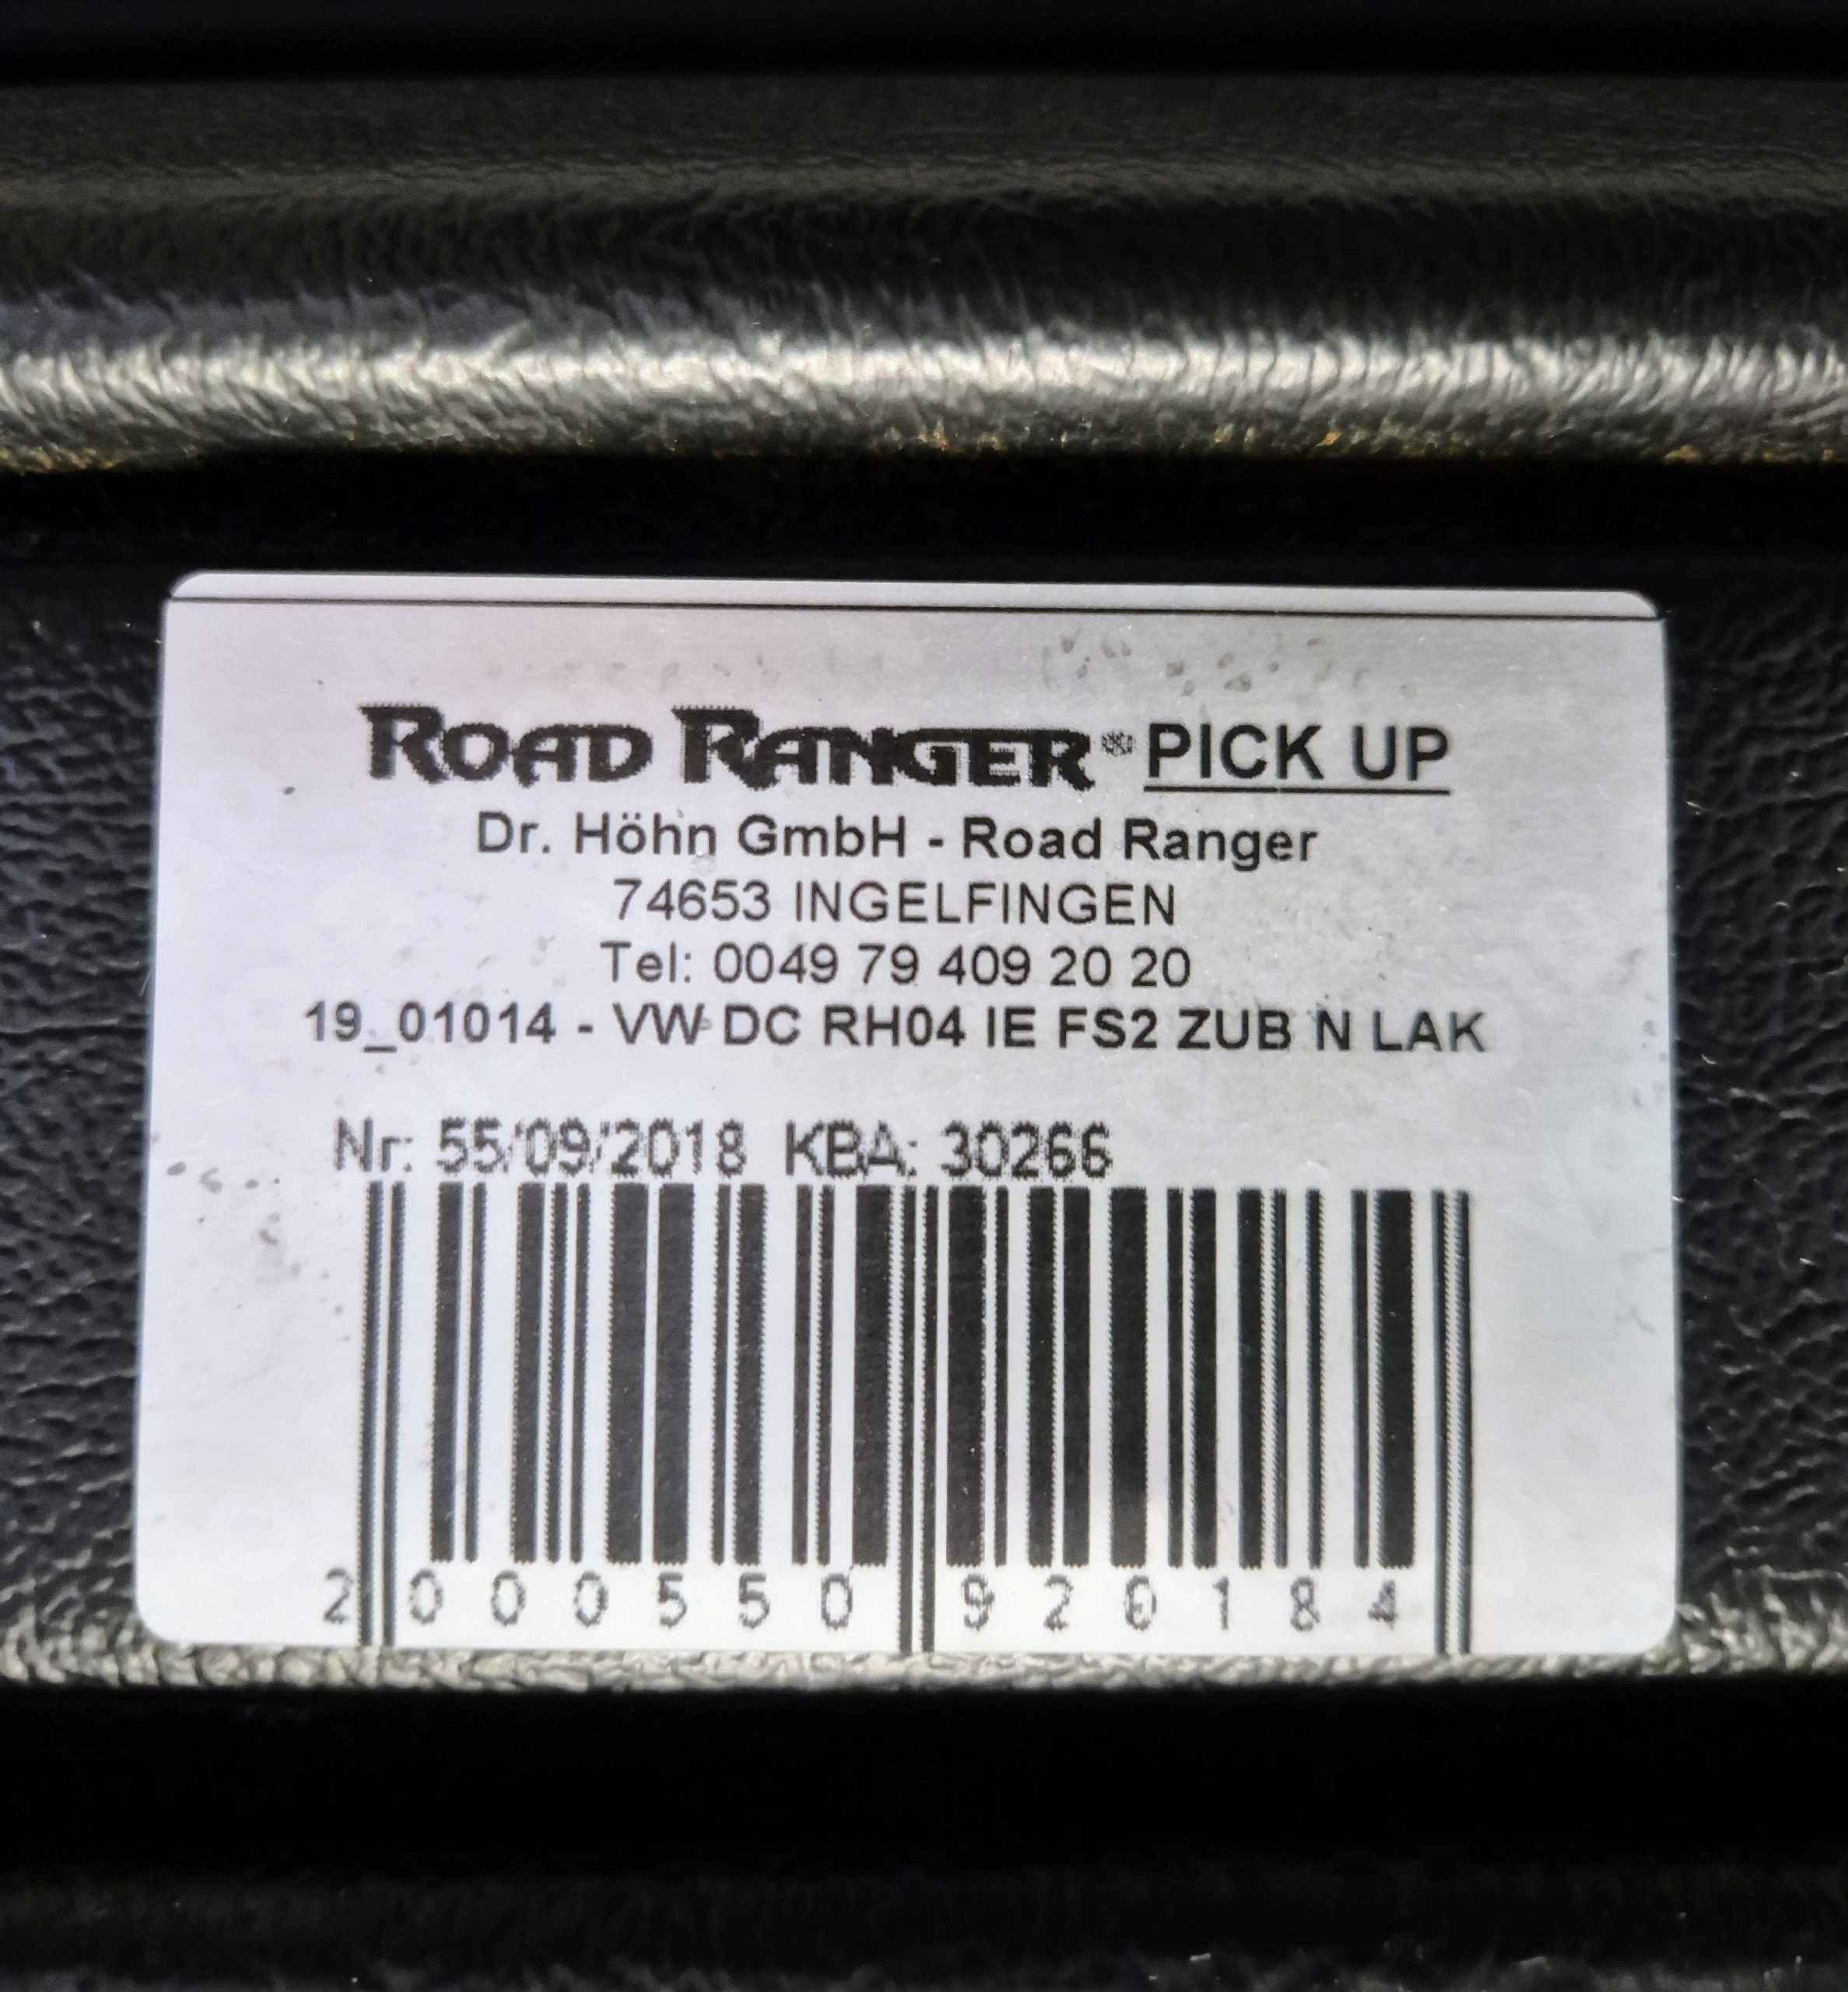 ROAD RANGER® PICK UP
Dr. Höhn GmbH - Road Ranger
74653 INGELFINGEN
Tel: 0049 79 409 20 20
19_01014 - VW DC RH04 IE FS2 ZUB N LAK
Nr: 55/09/2018 KBA: 30266
2 000550 920184